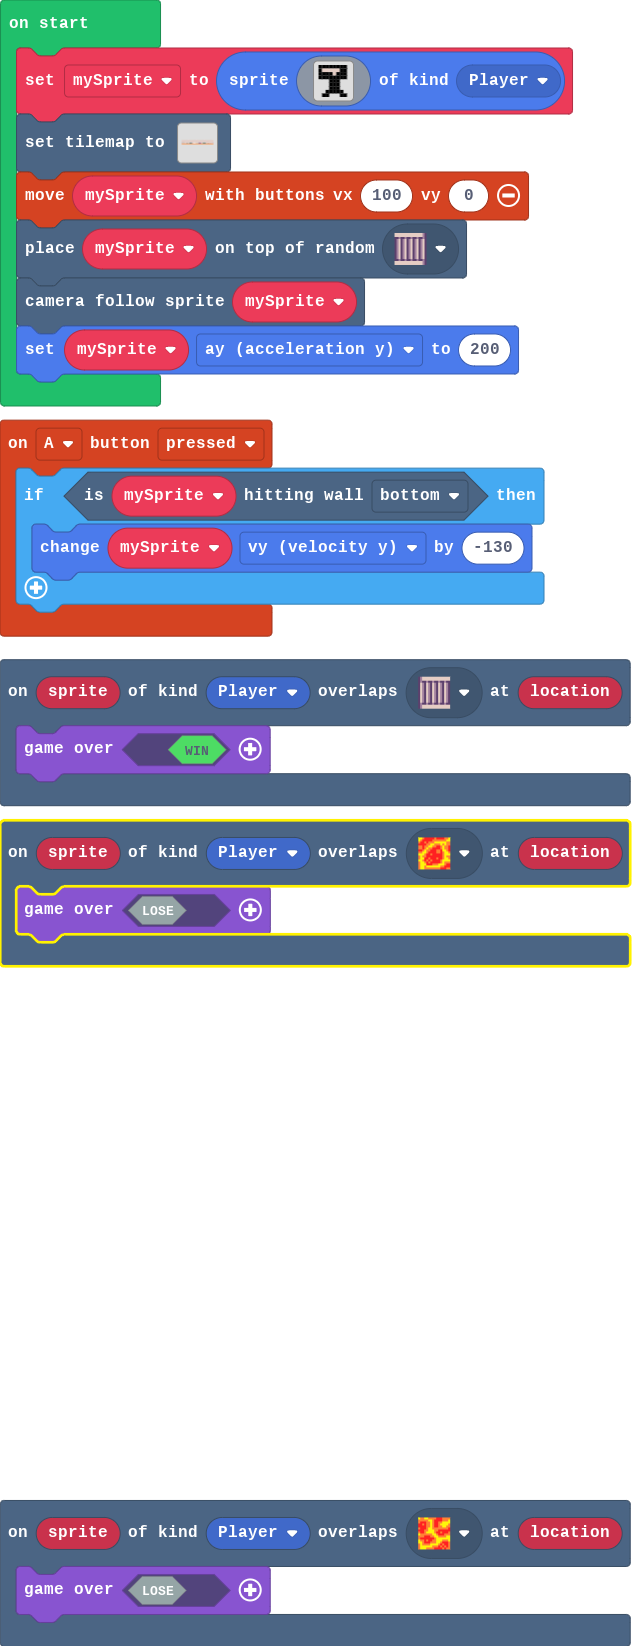 on start
set mySprite to sprite of kind Player
set tilemap to
move mySprite with buttons vx 100 vy 0
place mySprite on top of random
camera follow sprite mySprite
set mySprite ay (acceleration y) to 200
on A button pressed
if is mySprite hitting wall bottom then
change mySprite vy (velocity y) by -130
on sprite of kind Player overlaps at location
game over WIN
on sprite of kind Player overlaps at location
game over LOSE
on sprite of kind Player overlaps at location
game over LOSE